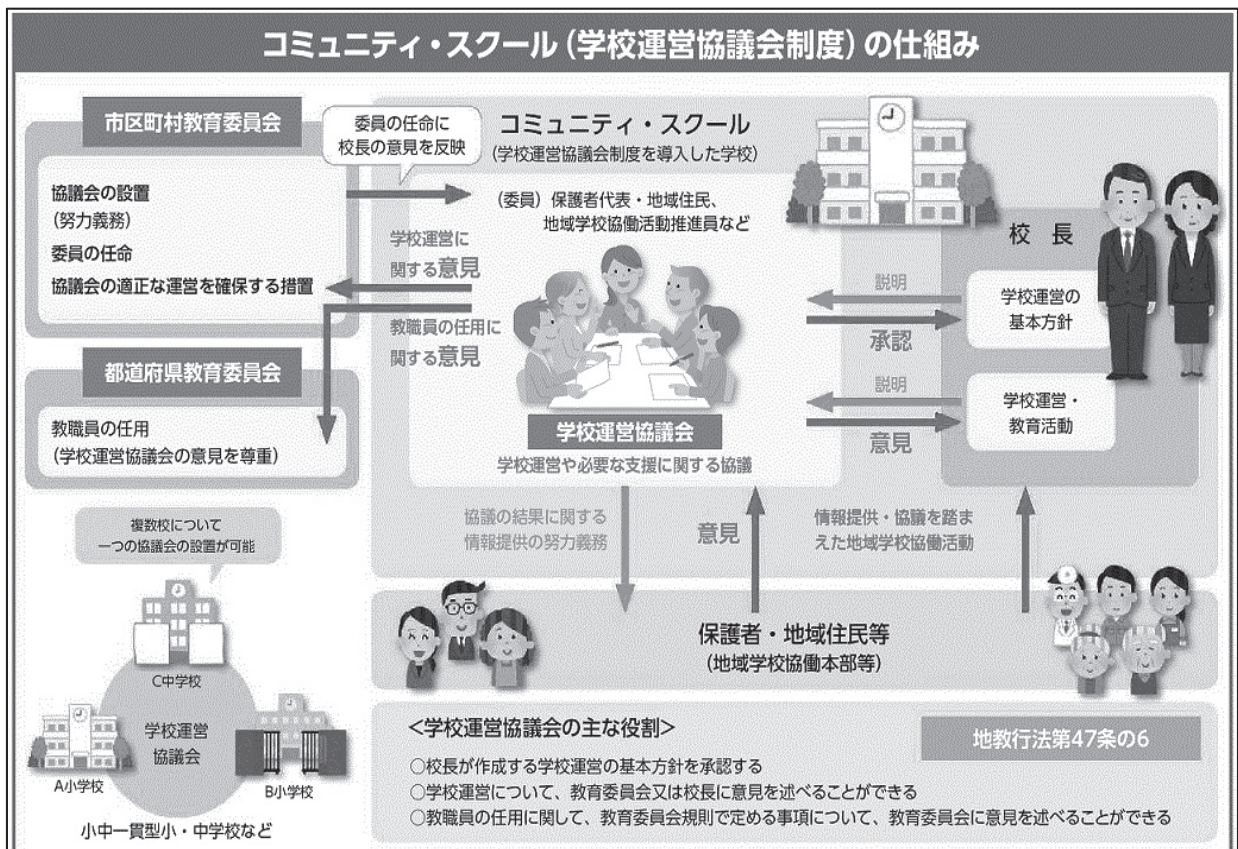 コミュニティ・スクール(学校運営協議会制度)の仕組み
市区町村教育委員会
協議会の設置
(努力義務)
委員の任命
協議会の適正な運営を確保する措置
委員の任命に
校長の意見を反映
コミュニティ・スクール
(学校運営協議会制度を導入した学校)
(委員)保護者代表・地域住民、
地域学校協働活動推進員など
学校運営に
関する意見
教職員の任用に
関する意見
学校運営協議会
学校運営や必要な支援に関する協議
校長
説明
承認
学校運営の
基本方針
説明
意見
学校運営・
教育活動
都道府県教育委員会
教職員の任用
(学校運営協議会の意見を尊重)
協議の結果に関する
情報提供の努力義務
意見
情報提供・協議を踏ま
えた地域学校協働活動
保護者・地域住民等
(地域学校協働本部等)
複数校について
一つの協議会の設置が可能
C中学校
学校運営
協議会
A小学校
B小学校
小中一貫型小・中学校など
<学校運営協議会の主な役割>
地教行法第47条の6
○校長が作成する学校運営の基本方針を承認する
○学校運営について、教育委員会又は校長に意見を述べることができる
○教職員の任用に関して、教育委員会規則で定める事項について、教育委員会に意見を述べることができる